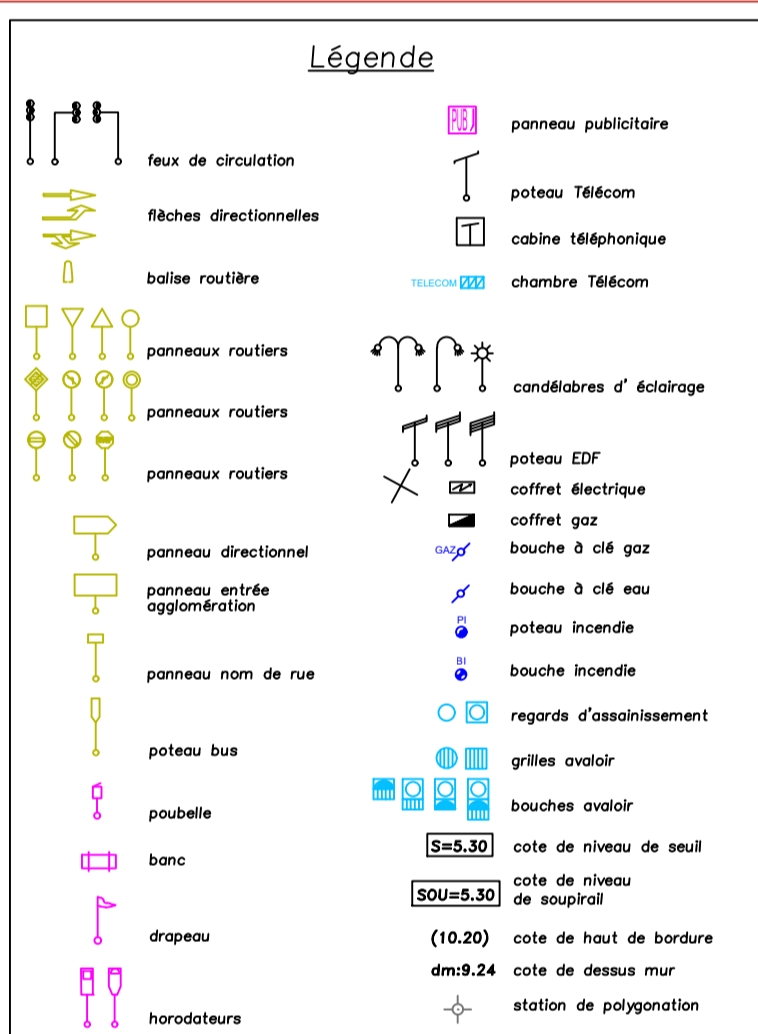 Légende
feux de circulation
flèches directionnelles
balise routière
panneaux routiers
panneaux routiers
panneaux routiers
panneau directionnel
panneau entrée
agglomération
panneau nom de rue
poteau bus
poubelle
banc
drapeau
horodateurs
PUB panneau publicitaire
poteau Télécom
cabine téléphonique
TELECOM chambre Télécom
candélabres d' éclairage
poteau EDF
coffret électrique
coffret gaz
GAZ bouche à clé gaz
bouche à clé eau
PI
poteau incendie
BI
bouche incendie
regards d'assainissement
grilles avaloir
bouches avaloir
S=5.30 cote de niveau de seuil
SOU=5.30 cote de niveau
de soupirail
(10.20) cote de haut de bordure
dm:9.24 cote de dessus mur
station de polygonation